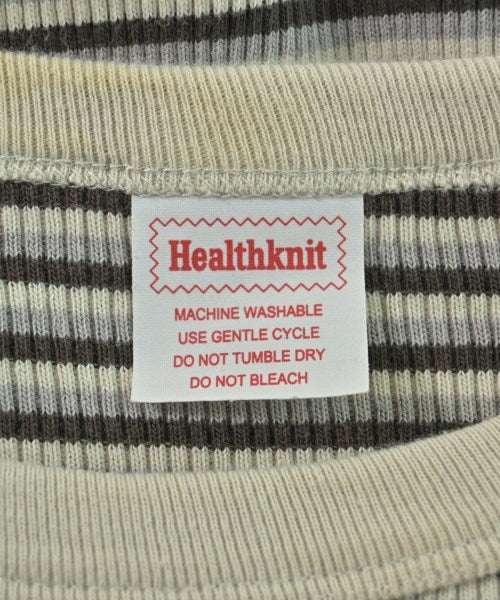 Healthknit
MACHINE WASHABLE
USE GENTLE CYCLE
DO NOT TUMBLE DRY
DO NOT BLEACH